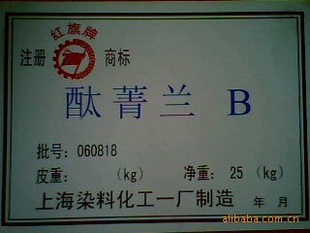 红旗牌
注册 商标
酞菁兰 B
批号: 060818
皮重: (kg) 净重: 25 (kg)
上海染料化工一厂制造 年 月
alibaba.com.cn